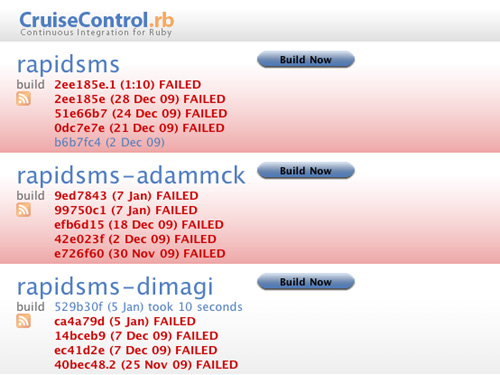 CruiseControl.rb
Continuous Integration for Ruby
rapidsms
Build Now
build 2ee185e.1 (1:10) FAILED
2ee185e (28 Dec 09) FAILED
51e66b7 (24 Dec 09) FAILED
0dc7e7e (21 Dec 09) FAILED
b6b7fc4 (2 Dec 09)
rapidsms-adammck
Build Now
build 9ed7843 (7 Jan) FAILED
99750c1 (7 Jan) FAILED
efb6d15 (18 Dec 09) FAILED
42e023f (2 Dec 09) FAILED
e726f60 (30 Nov 09) FAILED
rapidsms-dimagi
Build Now
build 529b30f (5 Jan) took 10 seconds
ca4a79d (5 Jan) FAILED
14bceb9 (7 Dec 09) FAILED
ec41d2e (7 Dec 09) FAILED
40bec48.2 (25 Nov 09) FAILED